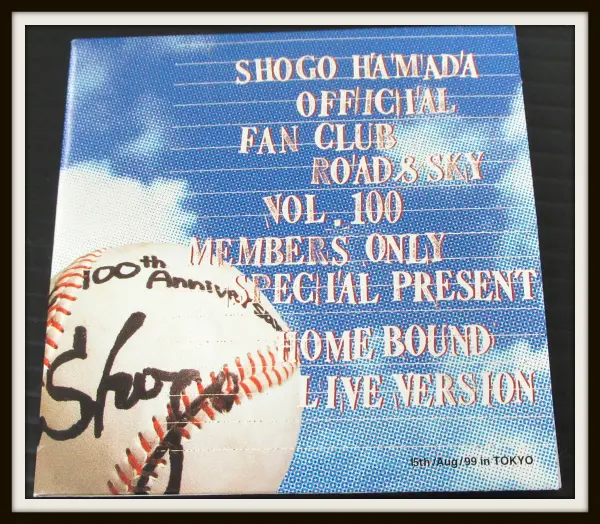 SHOGO HAMADA
OFFICIAL
FAN CLUB
ROAD & SKY
VOL. 100
MEMBERS ONLY
SPECIAL PRESENT
HOME BOUND
LIVE VERSION
100th
Annivrysary
Shogo
15th/Aug/99 in TOKYO